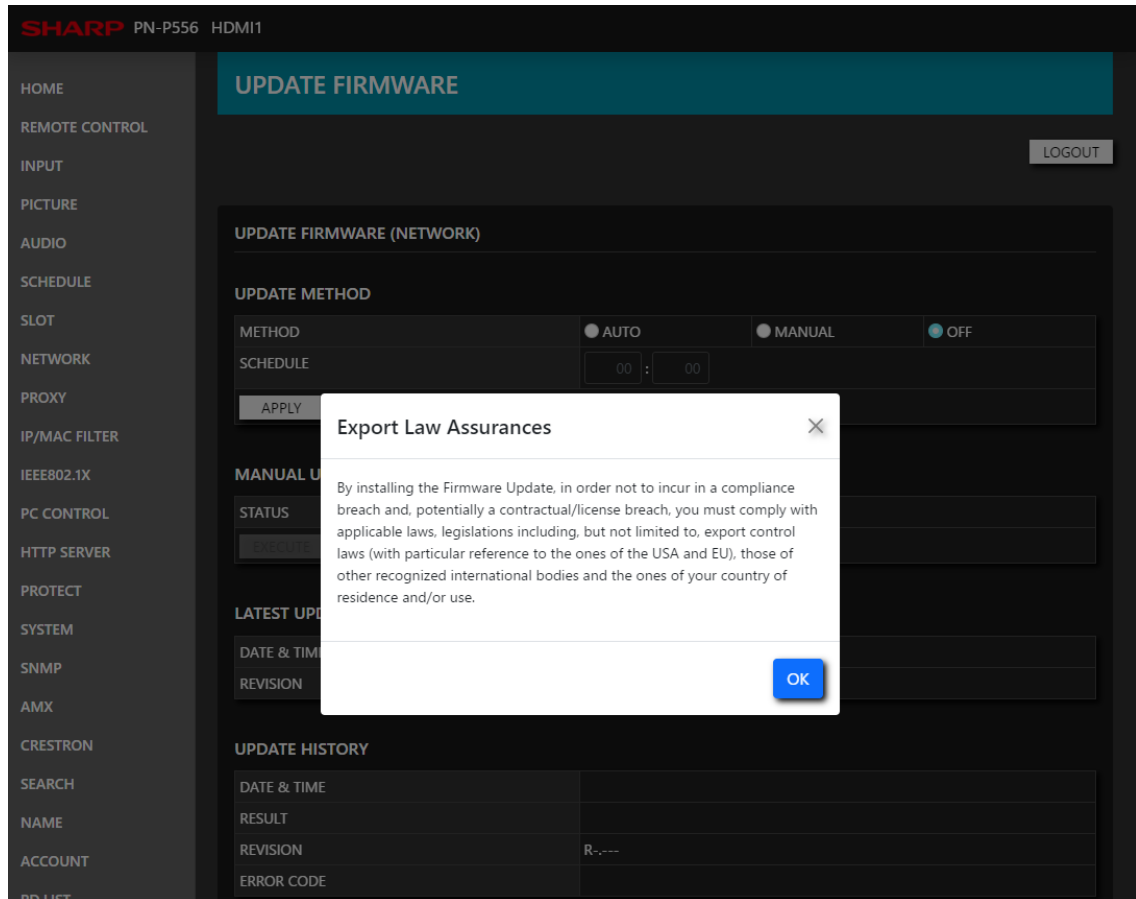 SHARP PN-P556 HDMI1
HOME
REMOTE CONTROL
INPUT
PICTURE
AUDIO
SCHEDULE
SLOT
NETWORK
PROXY
IP/MAC FILTER
IEEE802.1X
PC CONTROL
HTTP SERVER
PROTECT
SYSTEM
SNMP
AMX
CRESTRON
SEARCH
NAME
ACCOUNT
UPDATE FIRMWARE
LOGOUT
UPDATE FIRMWARE (NETWORK)
UPDATE METHOD
METHOD AUTO MANUAL OFF
SCHEDULE 00 : 00
APPLY
Export Law Assurances
By installing the Firmware Update, in order not to incur in a compliance
breach and, potentially a contractual/license breach, you must comply with
applicable laws, legislations including, but not limited to, export control
laws (with particular reference to the ones of the USA and EU), those of
other recognized international bodies and the ones of your country of
residence and/or use.
OK
MANUAL U
STATUS
EXECUTE
LATEST UPD
DATE & TIM
REVISION
UPDATE HISTORY
DATE & TIME
RESULT
REVISION R-.---
ERROR CODE